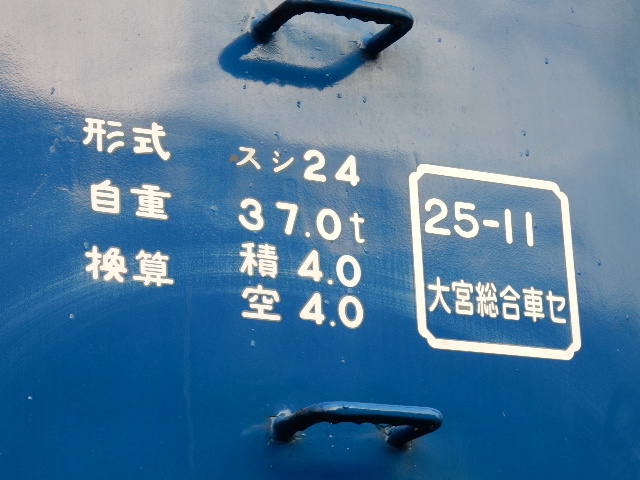 形式 スシ24
自重 37.0t
換算 積4.0
空4.0
25-11
大宮総合車セ